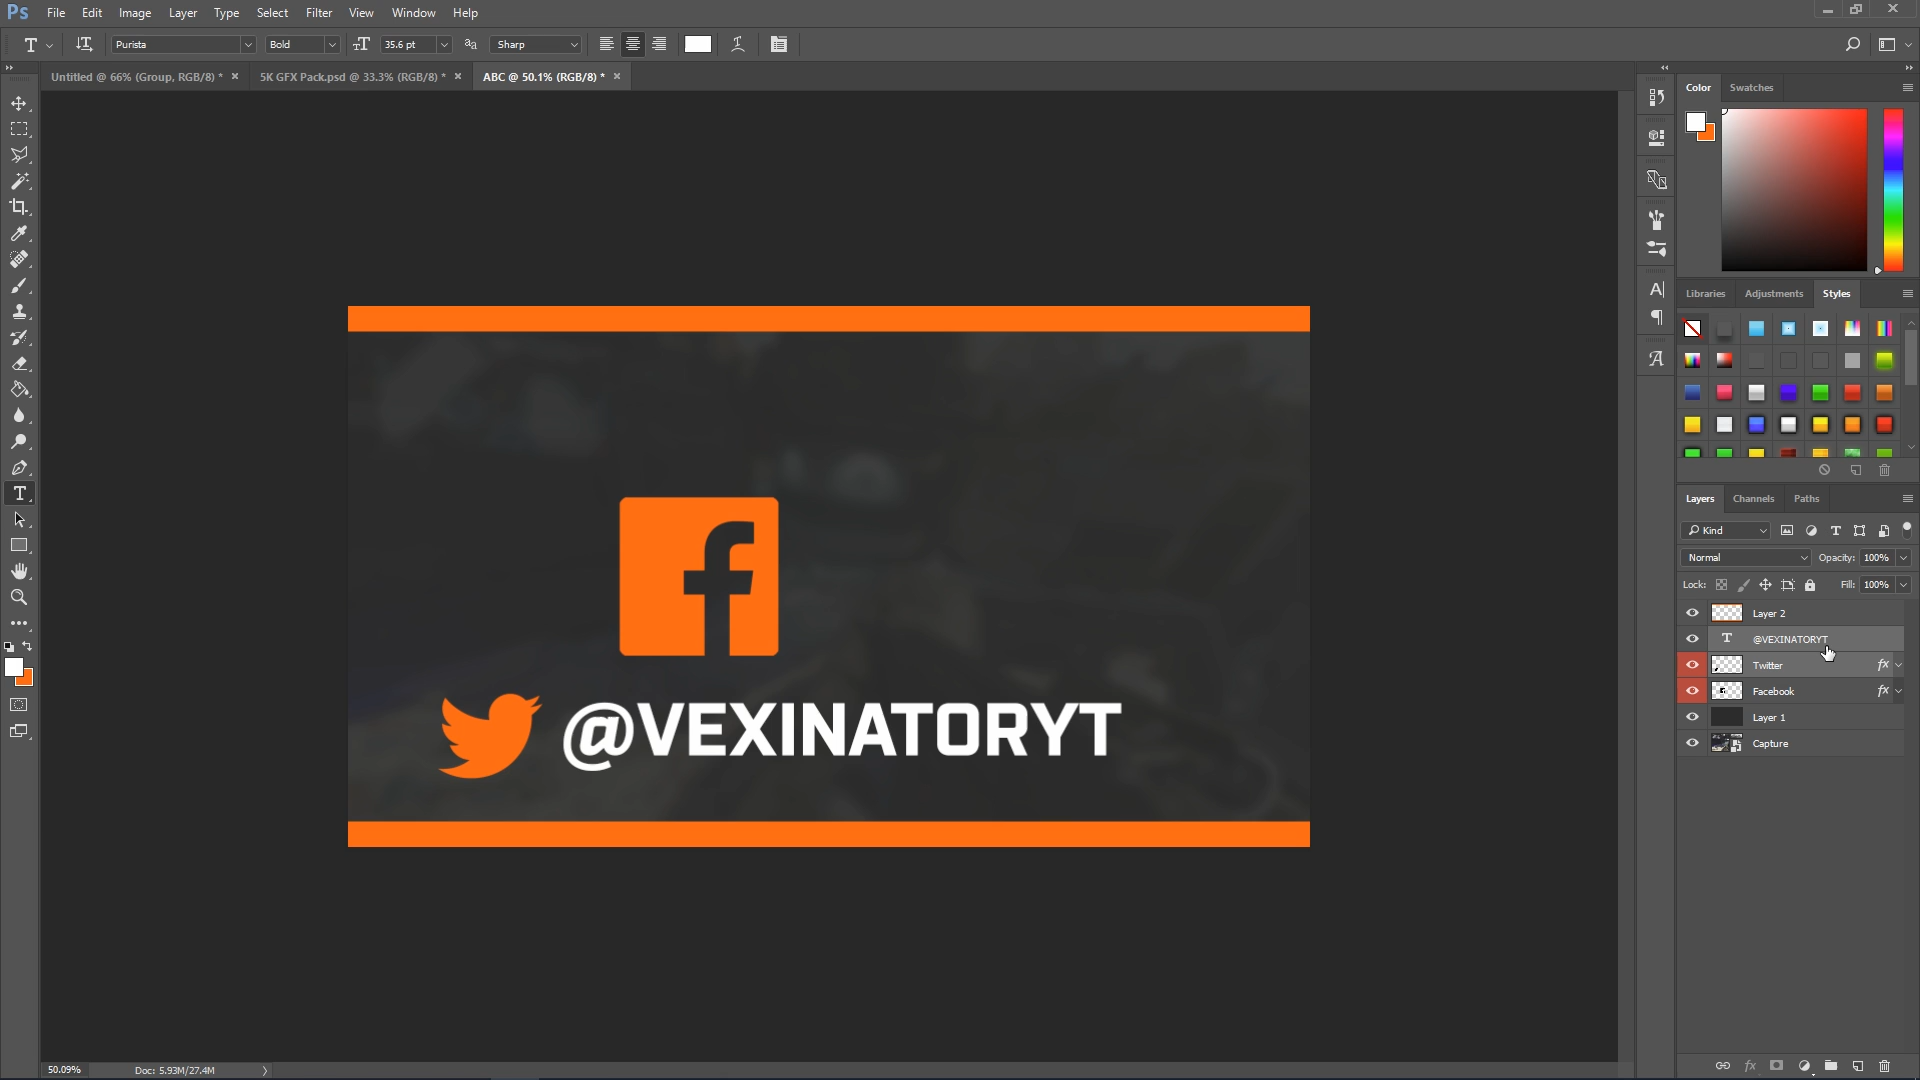 Ps File Edit Image Layer Type Select Filter View Window Help
T Purista Bold 35.6 pt Sharp
Untitled @ 66% (Group, RGB/8) * × 5K GFX Pack.psd @ 33.3% (RGB/8) * × ABC @ 50.1% (RGB/8) * ×
Color Swatches
Libraries Adjustments Styles
Layers Channels Paths
Kind
Normal Opacity: 100%
Lock: Fill: 100%
Layer 2
T @VEXINATORYT
Twitter fx
Facebook fx
Layer 1
Capture
@VEXINATORYT
50.09% Doc: 5.93M/27.4M